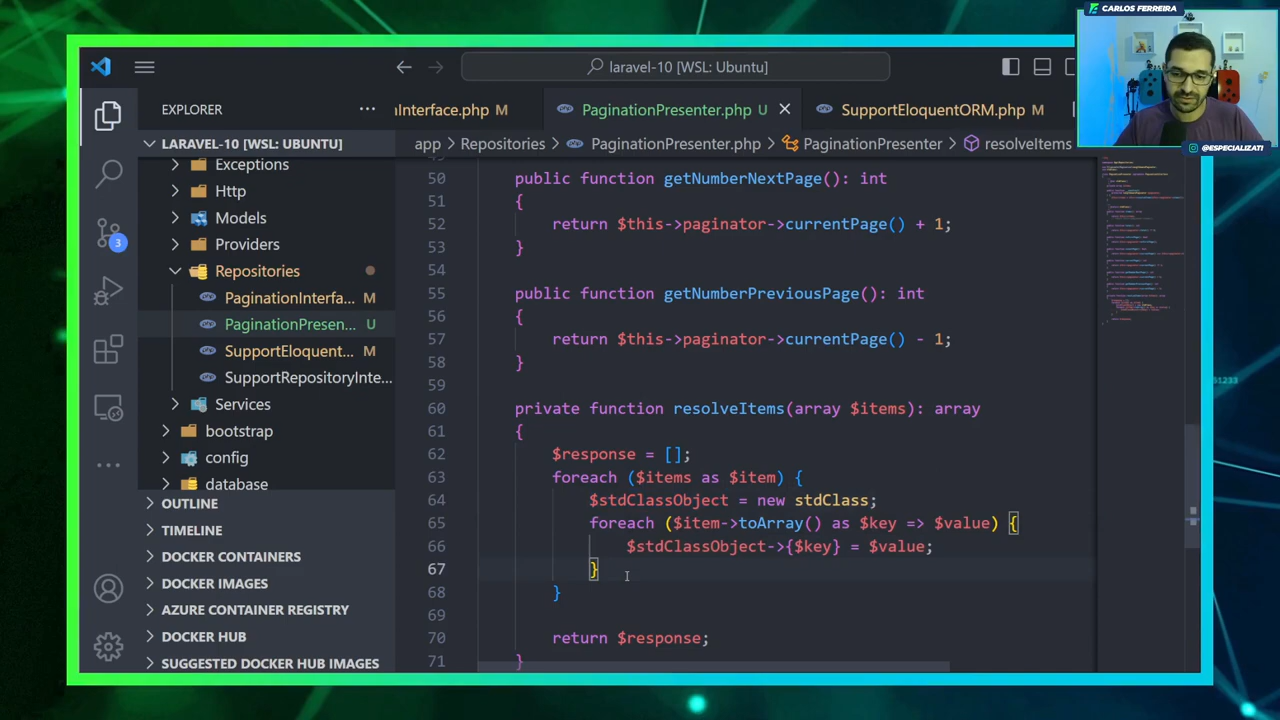 CARLOS FERREIRA
@ESPECIALIZATI
laravel-10 [WSL: Ubuntu]
EXPLORER
nInterface.php M
PaginationPresenter.php U
SupportEloquentORM.php M
LARAVEL-10 [WSL: UBUNTU]
app > Repositories > PaginationPresenter.php > PaginationPresenter > resolveItems
Exceptions
Http
Models
Providers
Repositories
PaginationInterfa... M
PaginationPresen... U
SupportEloquent... M
SupportRepositoryInte...
Services
bootstrap
config
database
OUTLINE
TIMELINE
DOCKER CONTAINERS
DOCKER IMAGES
AZURE CONTAINER REGISTRY
DOCKER HUB
SUGGESTED DOCKER HUB IMAGES
3
public function getNumberNextPage(): int
51 {
52 return $this->paginator->currentPage() + 1;
53 }
54
55 public function getNumberPreviousPage(): int
56 {
57 return $this->paginator->currentPage() - 1;
58 }
59
60 private function resolveItems(array $items): array
61 {
62 $response = [];
63 foreach ($items as $item) {
64 $stdClassObject = new stdClass;
65 foreach ($item->toArray() as $key => $value) {
66 $stdClassObject->{$key} = $value;
67 }
68 }
69
70 return $response;
71 }